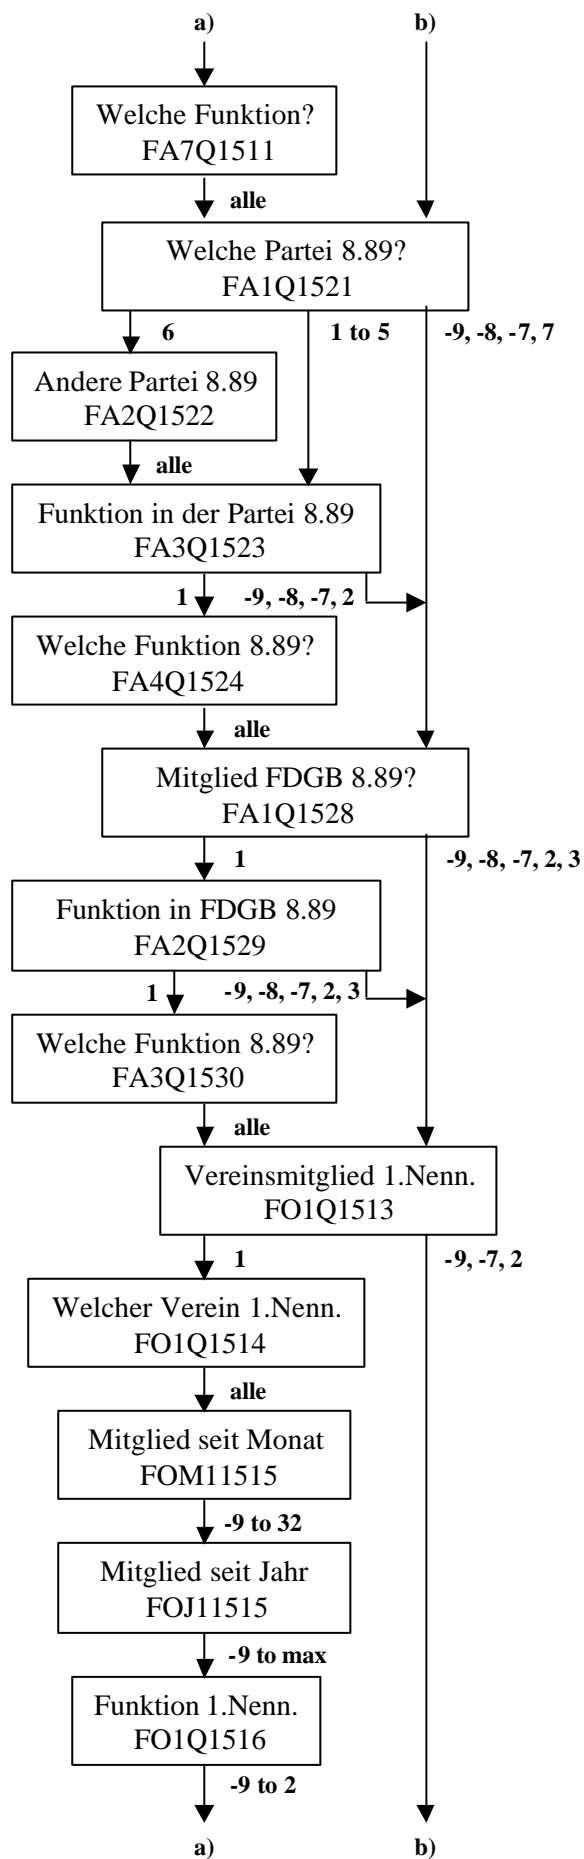 a) b)
Welche Funktion?
FA7Q1511
alle
Welche Partei 8.89?
FA1Q1521
6 1 to 5 -9, -8, -7, 7
Andere Partei 8.89
FA2Q1522
alle
Funktion in der Partei 8.89
FA3Q1523
1 -9, -8, -7, 2
Welche Funktion 8.89?
FA4Q1524
alle
Mitglied FDGB 8.89?
FA1Q1528
1 -9, -8, -7, 2, 3
Funktion in FDGB 8.89
FA2Q1529
1 -9, -8, -7, 2, 3
Welche Funktion 8.89?
FA3Q1530
alle
Vereinsmitglied 1.Nenn.
FO1Q1513
1 -9, -7, 2
Welcher Verein 1.Nenn.
FO1Q1514
alle
Mitglied seit Monat
FOM11515
-9 to 32
Mitglied seit Jahr
FOJ11515
-9 to max
Funktion 1.Nenn.
FO1Q1516
-9 to 2
a) b)